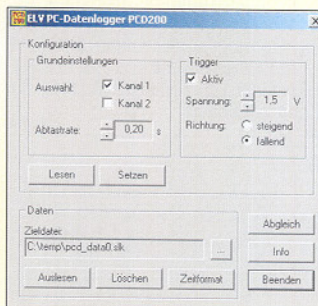 ELV PC-Datenlogger PCD200
Konfiguration
Grundeinstellungen
Auswahl:
Kanal 1
Kanal 2
Abtastrate:
0,20
s
Trigger
Aktiv
Spannung:
1,5
V
Richtung:
steigend
fallend
Lesen
Setzen
Daten
Zieldatei:
C:\temp\pcd_data0.slk
...
Auslesen
Löschen
Zeitformat
Abgleich
Info
Beenden